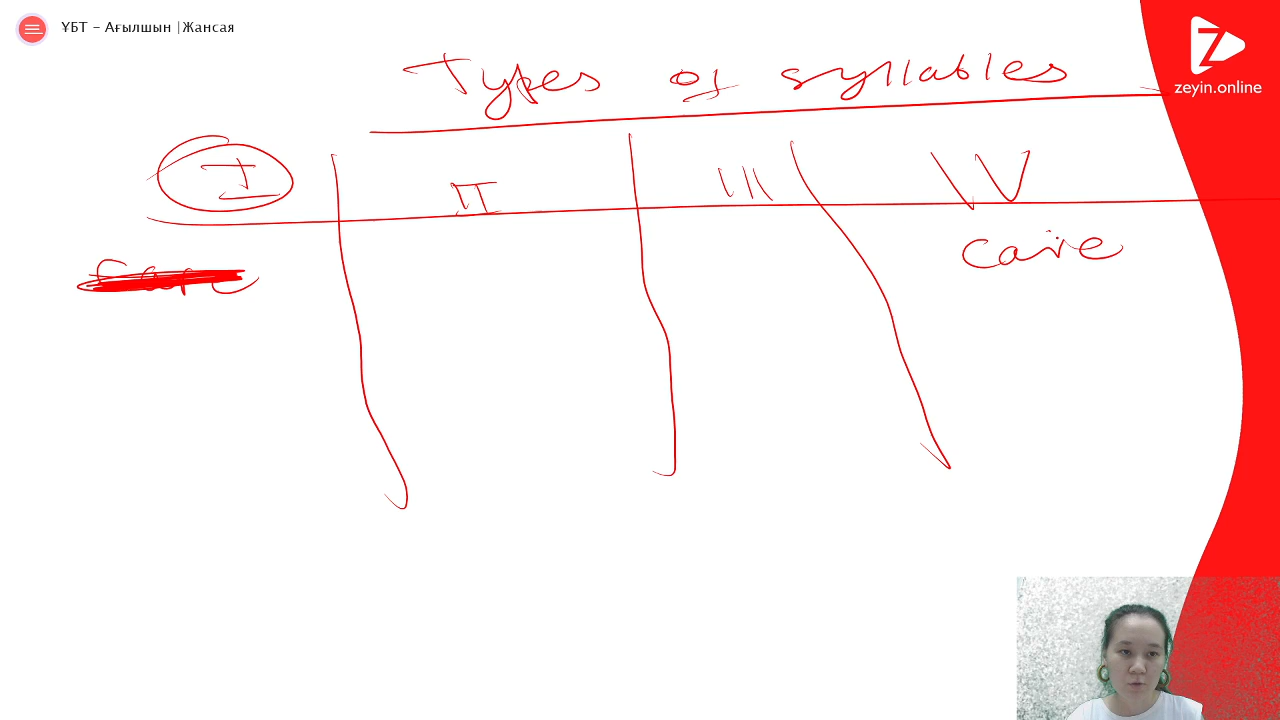 ҰБТ – Ағылшын |Жансая
zeyin.online
Types of syllables
I II III IV
care